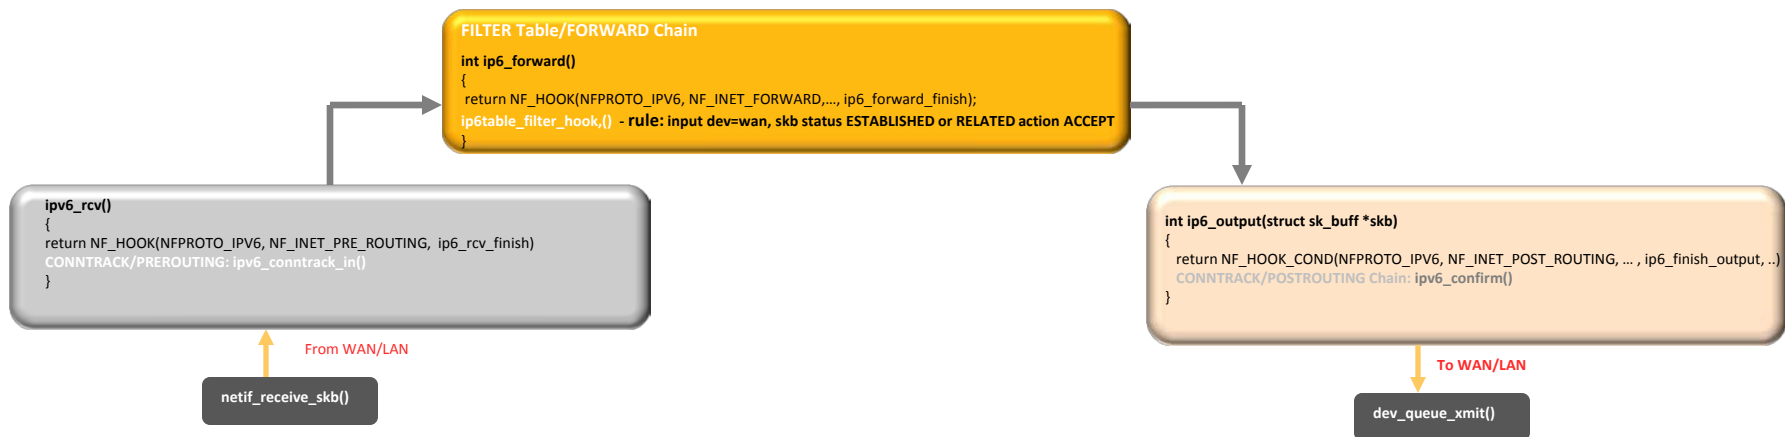 FILTER Table/FORWARD Chain
int ip6_forward()
{
return NF_HOOK(NFPROTO_IPV6, NF_INET_FORWARD,..., ip6_forward_finish);
ip6table_filter_hook,() - rule: input dev=wan, skb status ESTABLISHED or RELATED action ACCEPT
}
ipv6_rcv()
{
return NF_HOOK(NFPROTO_IPV6, NF_INET_PRE_ROUTING, ip6_rcv_finish)
CONNTRACK/PREROUTING: ipv6_conntrack_in()
}
From WAN/LAN
netif_receive_skb()
int ip6_output(struct sk_buff *skb)
{
return NF_HOOK_COND(NFPROTO_IPV6, NF_INET_POST_ROUTING, ... , ip6_finish_output, ..)
CONNTRACK/POSTROUTING Chain: ipv6_confirm()
}
To WAN/LAN
dev_queue_xmit()